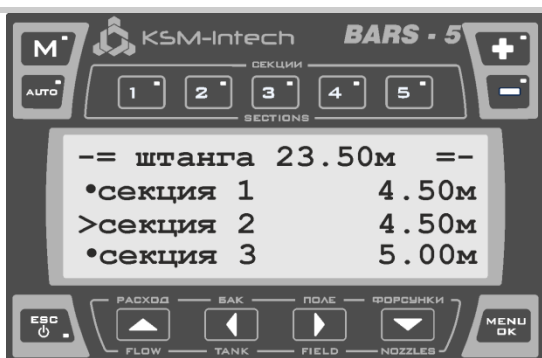 M KSM-Intech BARS - 5 +
СЕКЦИИ
AUTO 1 2 3 4 5 -
SECTIONS
-= штанга 23.50м =-
•секция 1 4.50м
>секция 2 4.50м
•секция 3 5.00м
РАСХОД БАК ПОЛЕ ФОРСУНКИ
ESC MENU OK
FLOW TANK FIELD NOZZLES